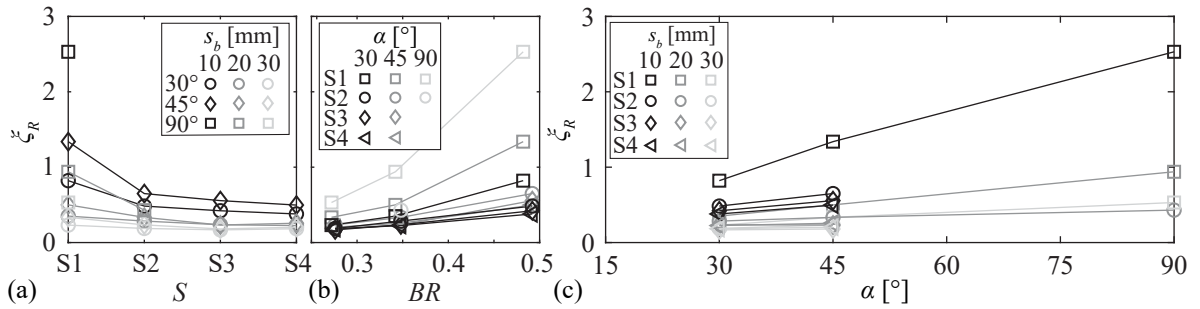 3
2
ξR
1
0
sb [mm]
10 20 30
30°
45°
90°
S1 S2 S3 S4
(a) S
α [°]
30 45 90
S1
S2
S3
S4
0.3 0.4 0.5
(b) BR
3
2
ξR
1
0
sb [mm]
10 20 30
S1
S2
S3
S4
15 30 45 60 75 90
(c) α [°]